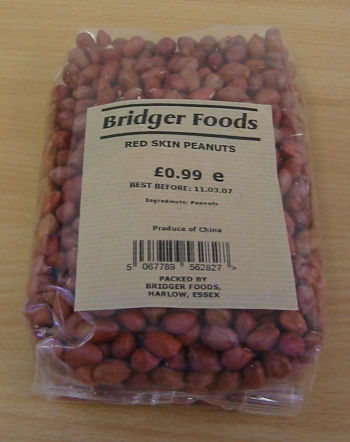 Bridger Foods
RED SKIN PEANUTS
£0.99 e
BEST BEFORE: 11.03.07
Ingredients: Peanuts
Produce of China
5 067789 562827 >
PACKED BY
BRIDGER FOODS,
HARLOW, ESSEX